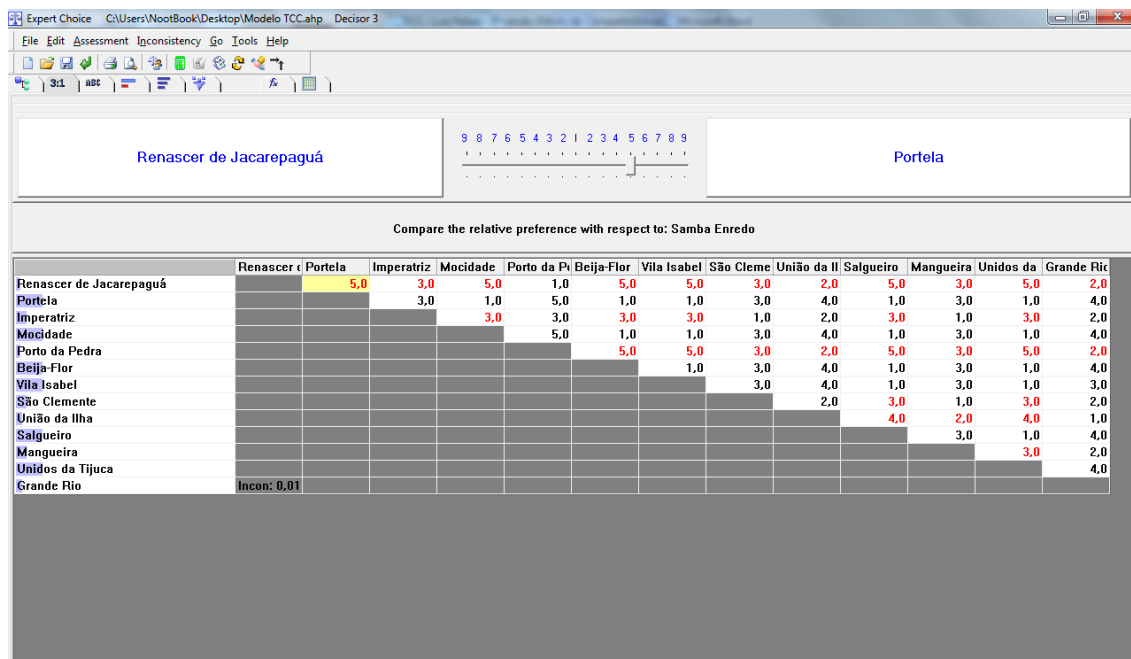 Expert Choice C:\Users\NootBook\Desktop\Modelo TCC.ahp Decisor 3
File Edit Assessment Inconsistency Go Tools Help
3:1 ABC fx
9 8 7 6 5 4 3 2 1 2 3 4 5 6 7 8 9
Renascer de Jacarepaguá Portela
Compare the relative preference with respect to: Samba Enredo
Renascer Portela Imperatriz Mocidade Porto da P Beija-Flor Vila Isabel São Cleme União da Il Salgueiro Mangueira Unidos da Grande Ric
Renascer de Jacarepaguá 5,0 3,0 5,0 1,0 5,0 5,0 3,0 2,0 5,0 3,0 5,0 2,0
Portela 3,0 1,0 5,0 1,0 1,0 3,0 4,0 1,0 3,0 1,0 4,0
Imperatriz 3,0 3,0 3,0 3,0 1,0 2,0 3,0 1,0 3,0 2,0
Mocidade 5,0 1,0 1,0 3,0 4,0 1,0 3,0 1,0 4,0
Porto da Pedra 5,0 5,0 3,0 2,0 5,0 3,0 5,0 2,0
Beija-Flor 1,0 3,0 4,0 1,0 3,0 1,0 4,0
Vila Isabel 3,0 4,0 1,0 3,0 1,0 3,0
São Clemente 2,0 3,0 1,0 3,0 2,0
União da Ilha 4,0 2,0 4,0 1,0
Salgueiro 3,0 1,0 4,0
Mangueira 3,0 2,0
Unidos da Tijuca 4,0
Grande Rio Incon: 0,01